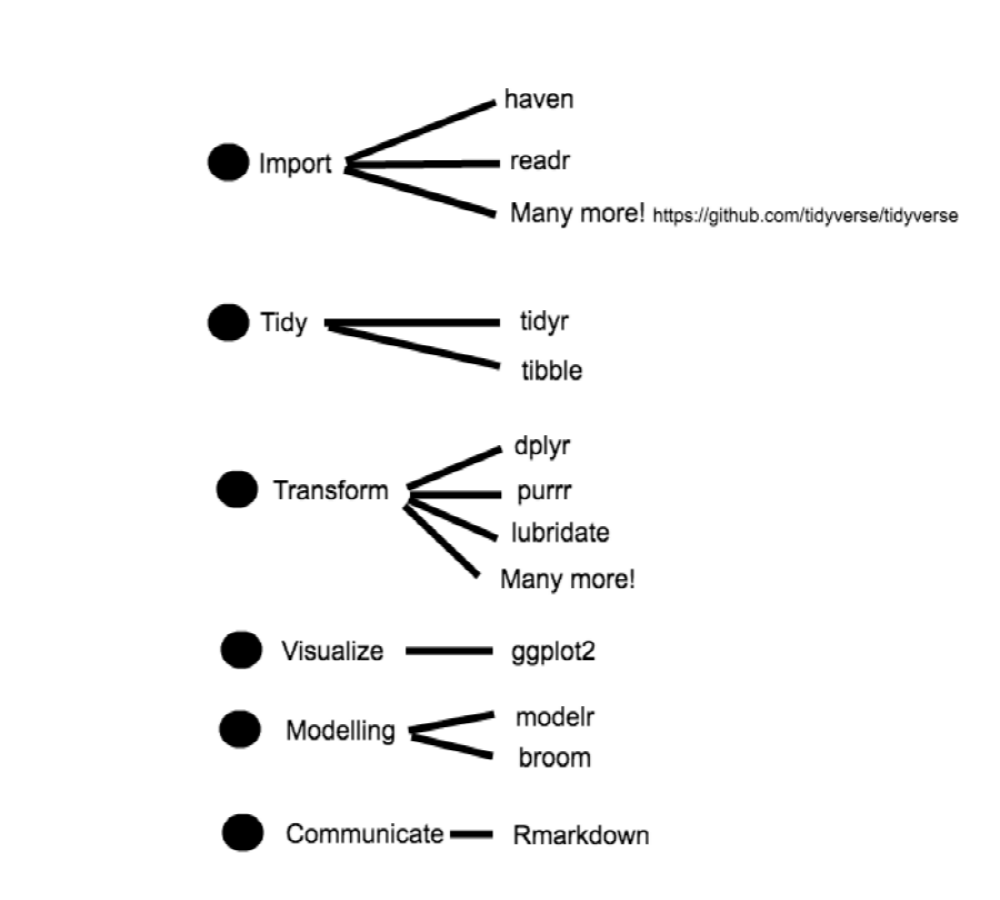 haven
Import
readr
Many more! https://github.com/tidyverse/tidyverse
Tidy
tidyr
tibble
dplyr
Transform
purrr
lubridate
Many more!
Visualize
ggplot2
modelr
Modelling
broom
Communicate
Rmarkdown